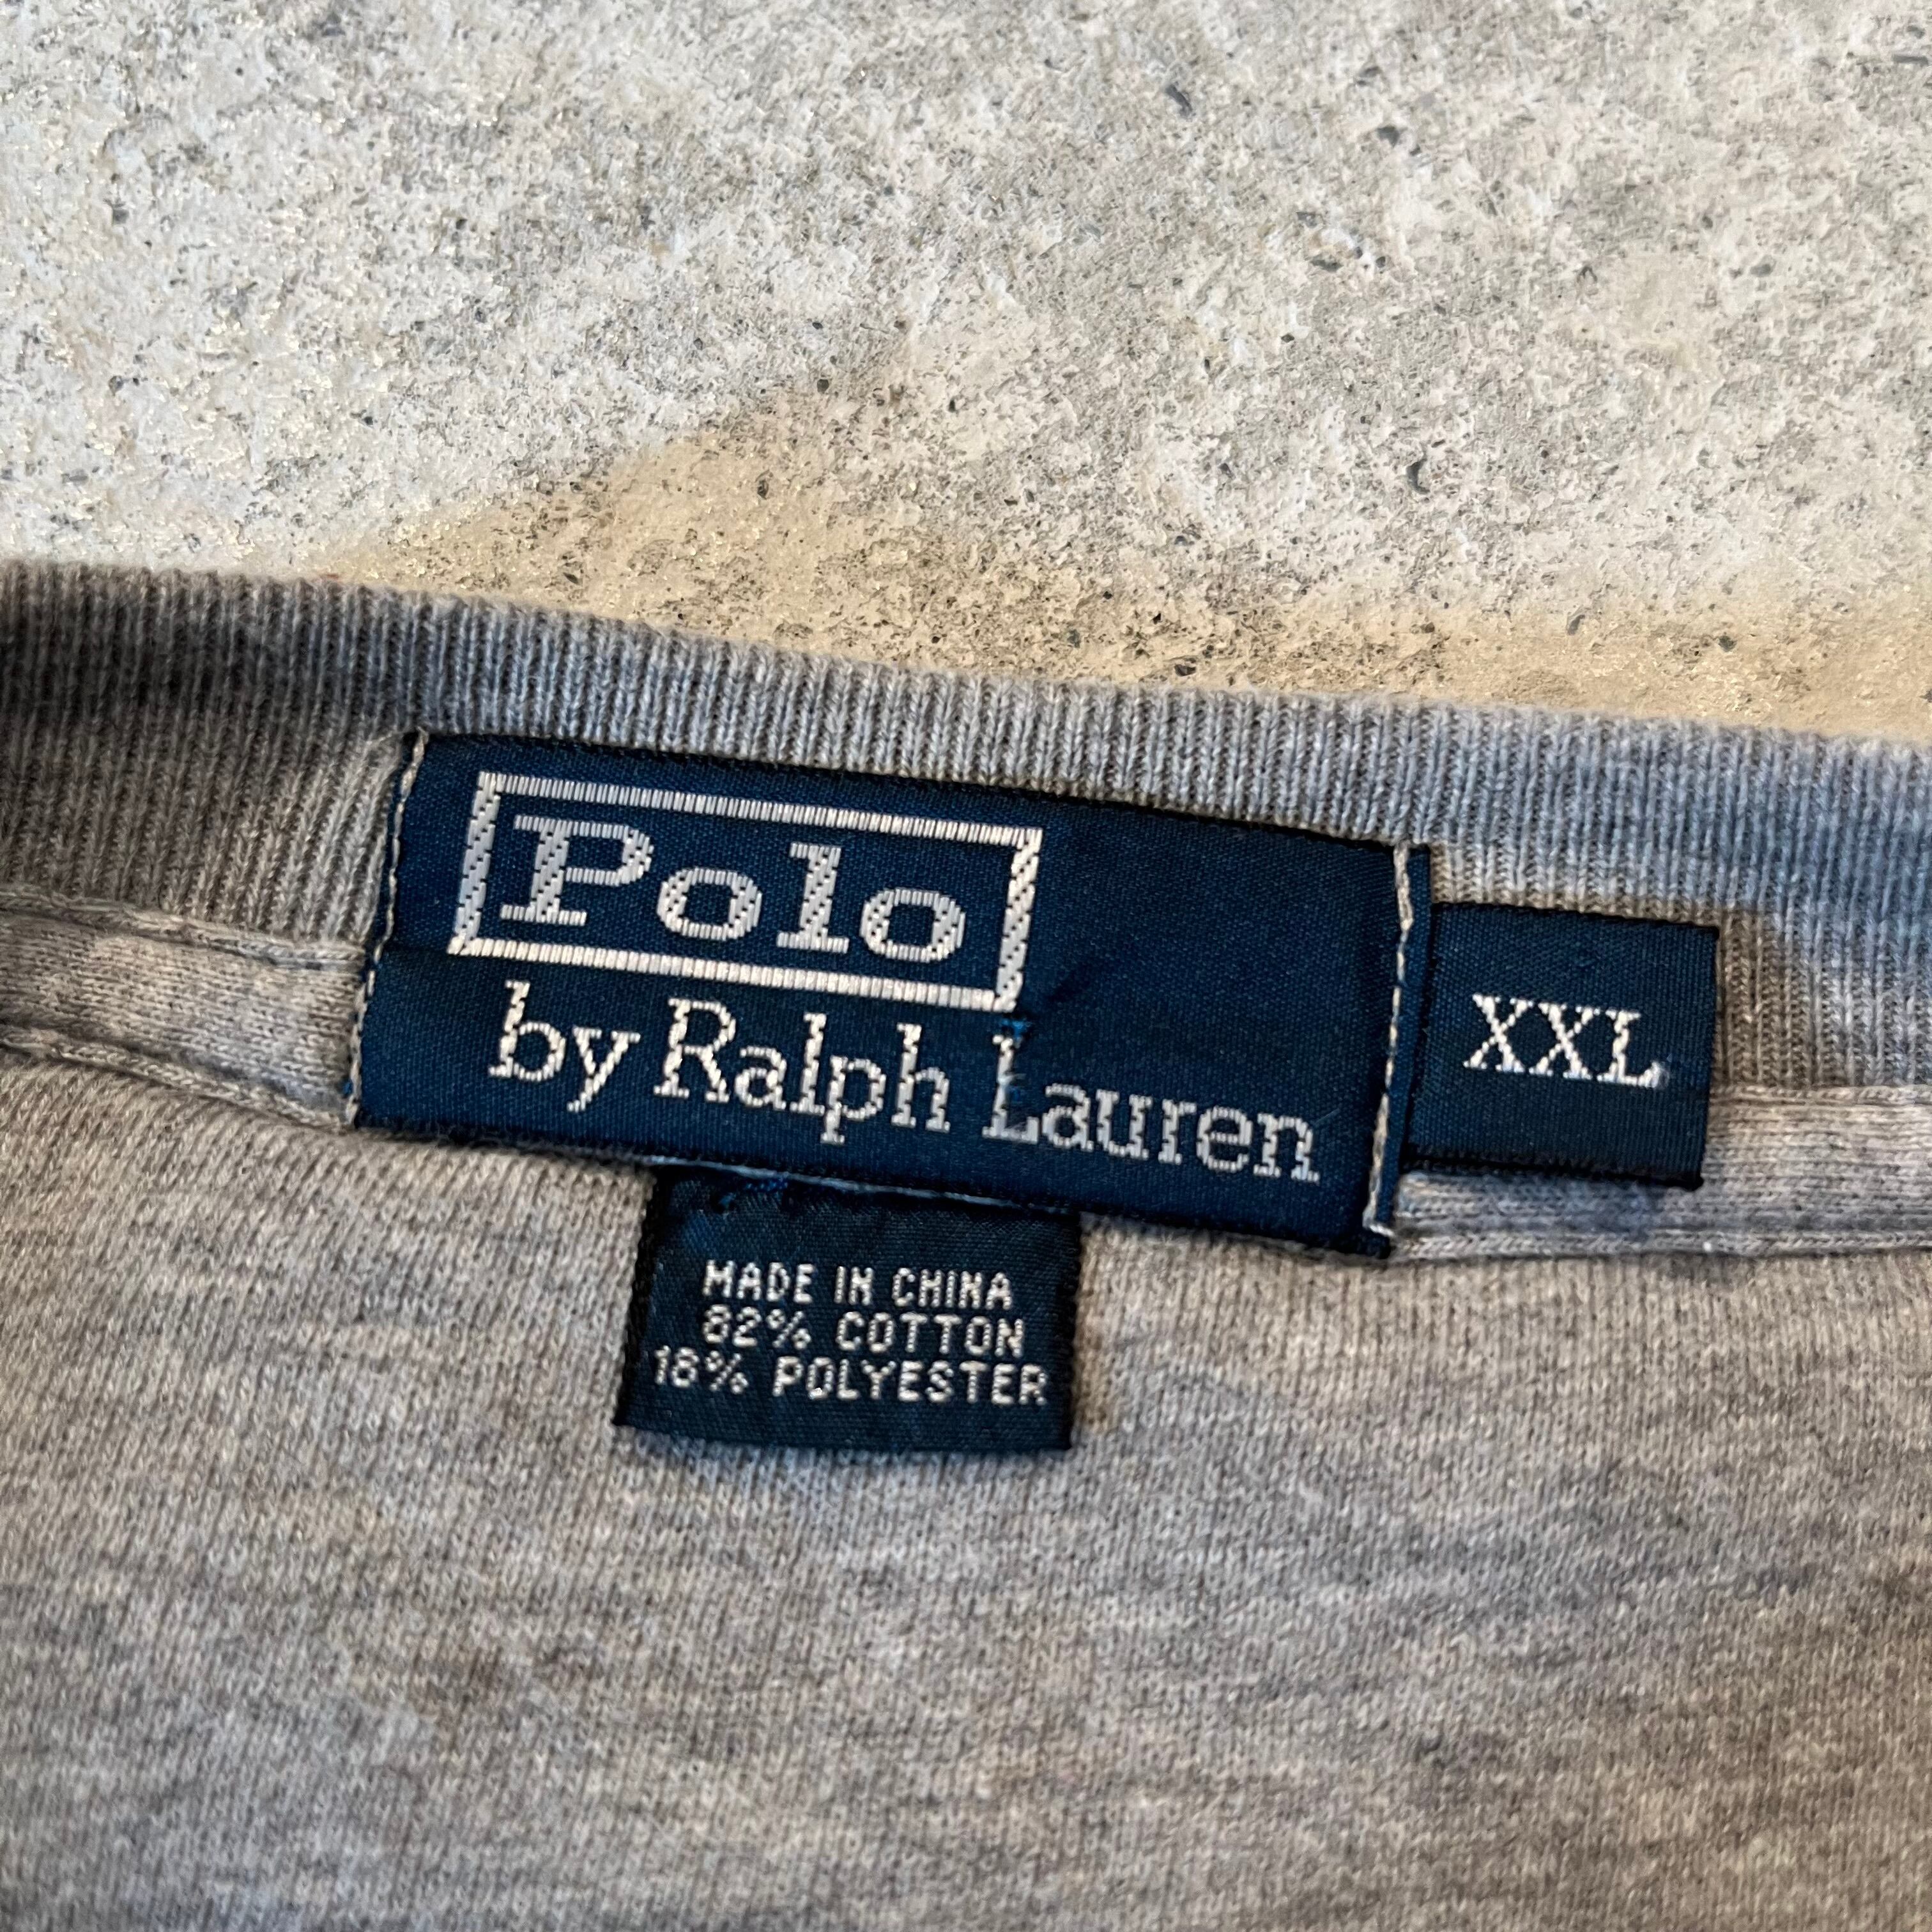 Polo
by Ralph Lauren
XXL
MADE IN CHINA
82% COTTON
18% POLYESTER